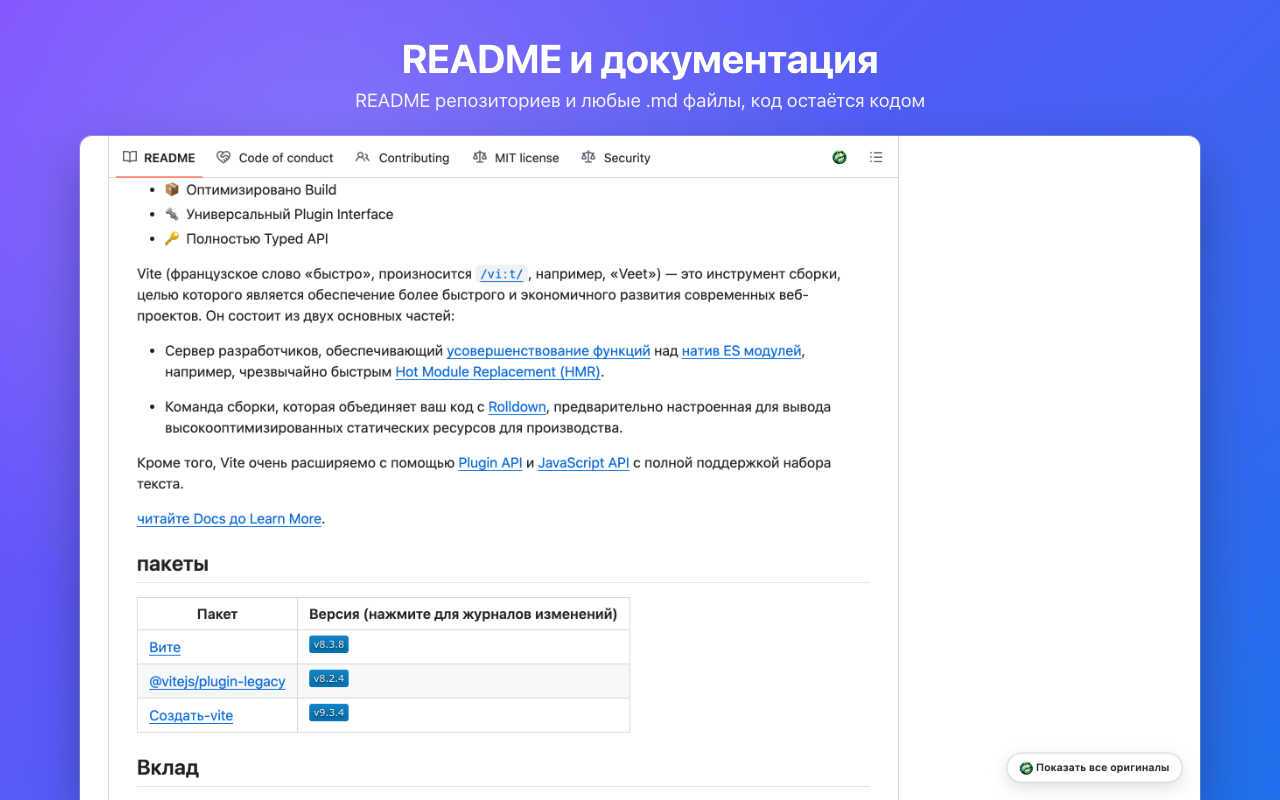 README и документация
README репозиториев и любые .md файлы, код остаётся кодом
README Code of conduct Contributing MIT license Security
• 📦 Оптимизировано Build
• 🔩 Универсальный Plugin Interface
• 🔑 Полностью Typed API
Vite (французское слово «быстро», произносится /viːt/ , например, «Veet») — это инструмент сборки,
целью которого является обеспечение более быстрого и экономичного развития современных веб-
проектов. Он состоит из двух основных частей:
• Сервер разработчиков, обеспечивающий усовершенствование функций над натив ES модулей,
например, чрезвычайно быстрым Hot Module Replacement (HMR).
• Команда сборки, которая объединяет ваш код с Rolldown, предварительно настроенная для вывода
высокооптимизированных статических ресурсов для производства.
Кроме того, Vite очень расширяемо с помощью Plugin API и JavaScript API с полной поддержкой набора
текста.
читайте Docs до Learn More.
пакеты
Пакет Версия (нажмите для журналов изменений)
Вите v8.3.8
@vitejs/plugin-legacy v8.2.4
Создать-vite v9.3.4
Вклад
Показать все оригиналы